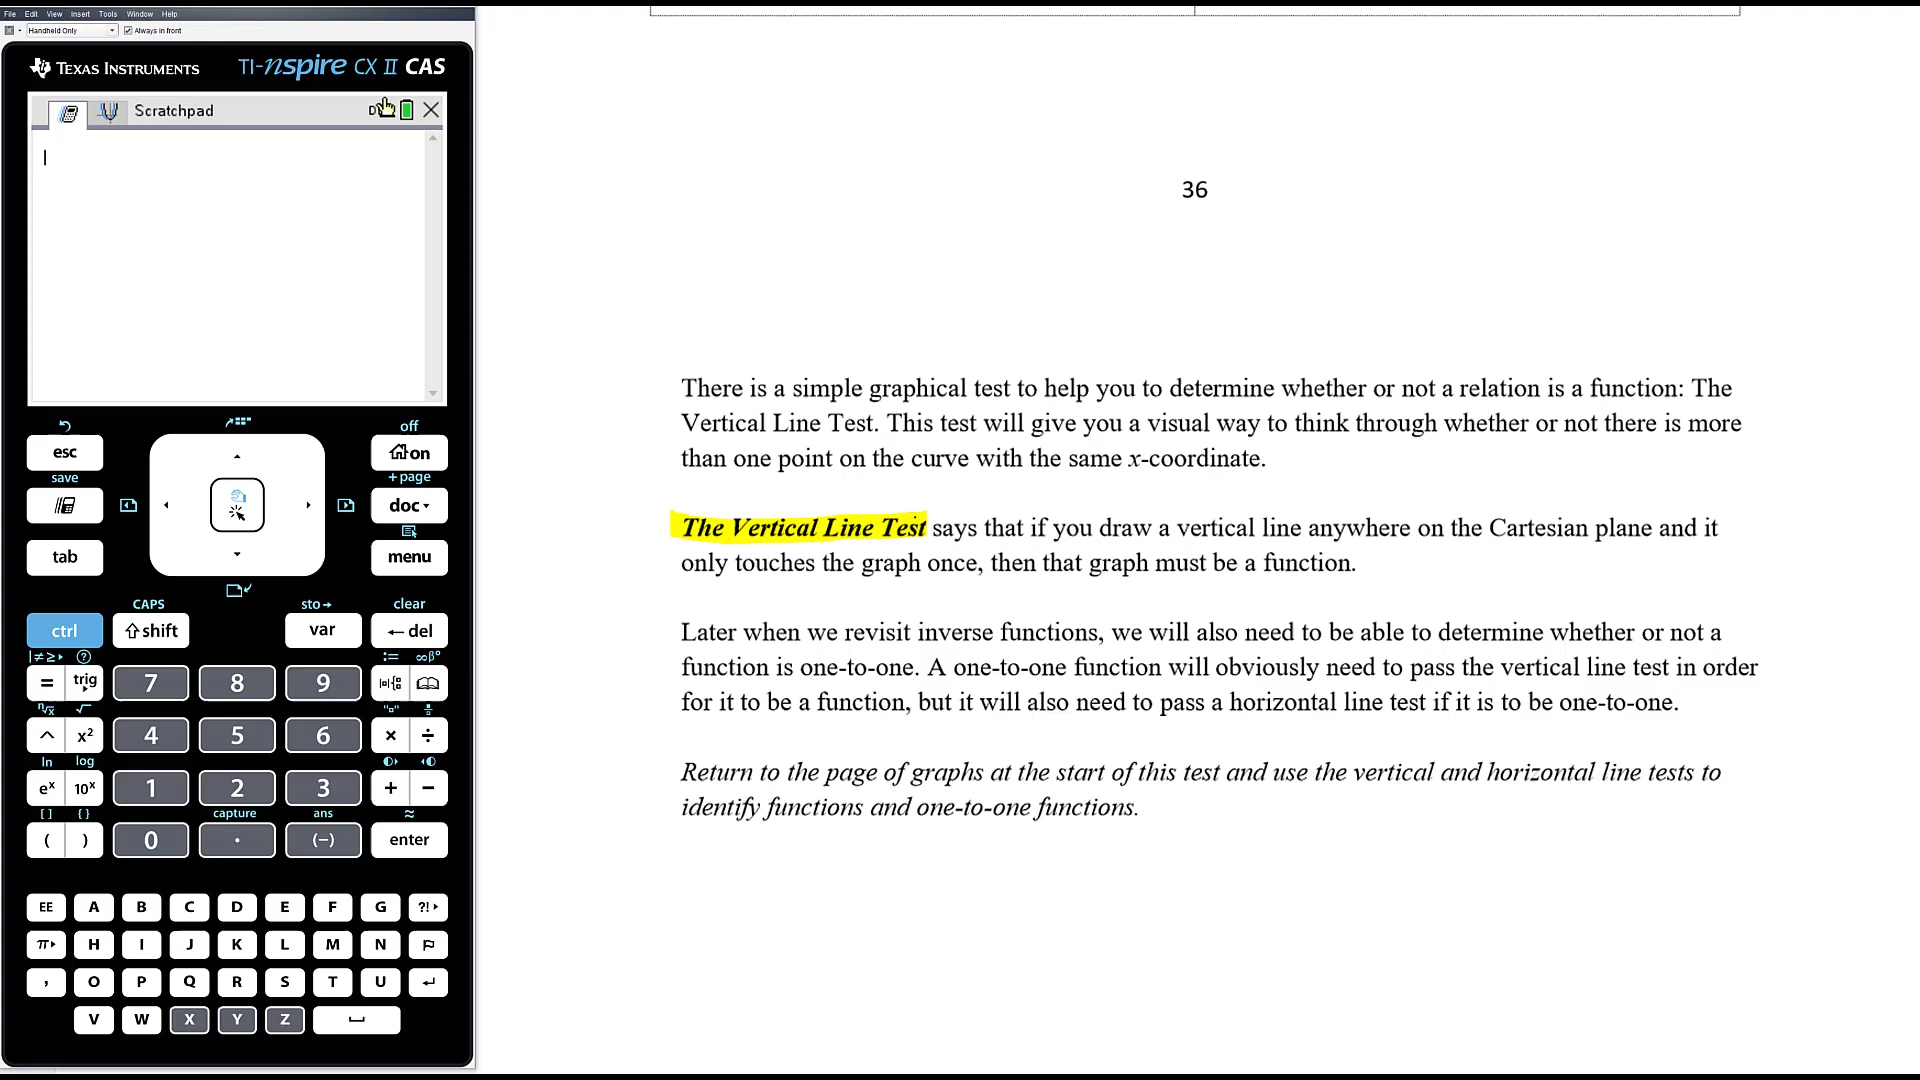 File Edit View Insert Tools Window Help
Handheld Only Always in front
TEXAS INSTRUMENTS TI-nspire CX II CAS
Scratchpad
off
esc on
save + page
doc
tab menu
CAPS sto→ clear
ctrl ⇧shift var ←del
|≠≥▸ ? := ∞β°
= trig 7 8 9
ⁿ√x √
^ x² 4 5 6 × ÷
ln log
eˣ 10ˣ 1 2 3 + −
[ ] { } capture ans ≈
( ) 0 . (−) enter
EE A B C D E F G ?!▸
π▸ H I J K L M N
, O P Q R S T U ↵
V W X Y Z
36
There is a simple graphical test to help you to determine whether or not a relation is a function: The
Vertical Line Test. This test will give you a visual way to think through whether or not there is more
than one point on the curve with the same x-coordinate.
The Vertical Line Test says that if you draw a vertical line anywhere on the Cartesian plane and it
only touches the graph once, then that graph must be a function.
Later when we revisit inverse functions, we will also need to be able to determine whether or not a
function is one-to-one. A one-to-one function will obviously need to pass the vertical line test in order
for it to be a function, but it will also need to pass a horizontal line test if it is to be one-to-one.
Return to the page of graphs at the start of this test and use the vertical and horizontal line tests to
identify functions and one-to-one functions.